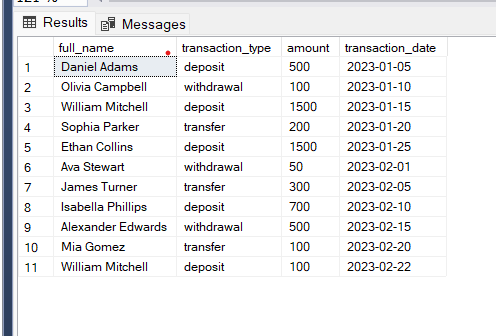 Results Messages
full_name transaction_type amount transaction_date
1 Daniel Adams deposit 500 2023-01-05
2 Olivia Campbell withdrawal 100 2023-01-10
3 William Mitchell deposit 1500 2023-01-15
4 Sophia Parker transfer 200 2023-01-20
5 Ethan Collins deposit 1500 2023-01-25
6 Ava Stewart withdrawal 50 2023-02-01
7 James Turner transfer 300 2023-02-05
8 Isabella Phillips deposit 700 2023-02-10
9 Alexander Edwards withdrawal 500 2023-02-15
10 Mia Gomez transfer 100 2023-02-20
11 William Mitchell deposit 100 2023-02-22